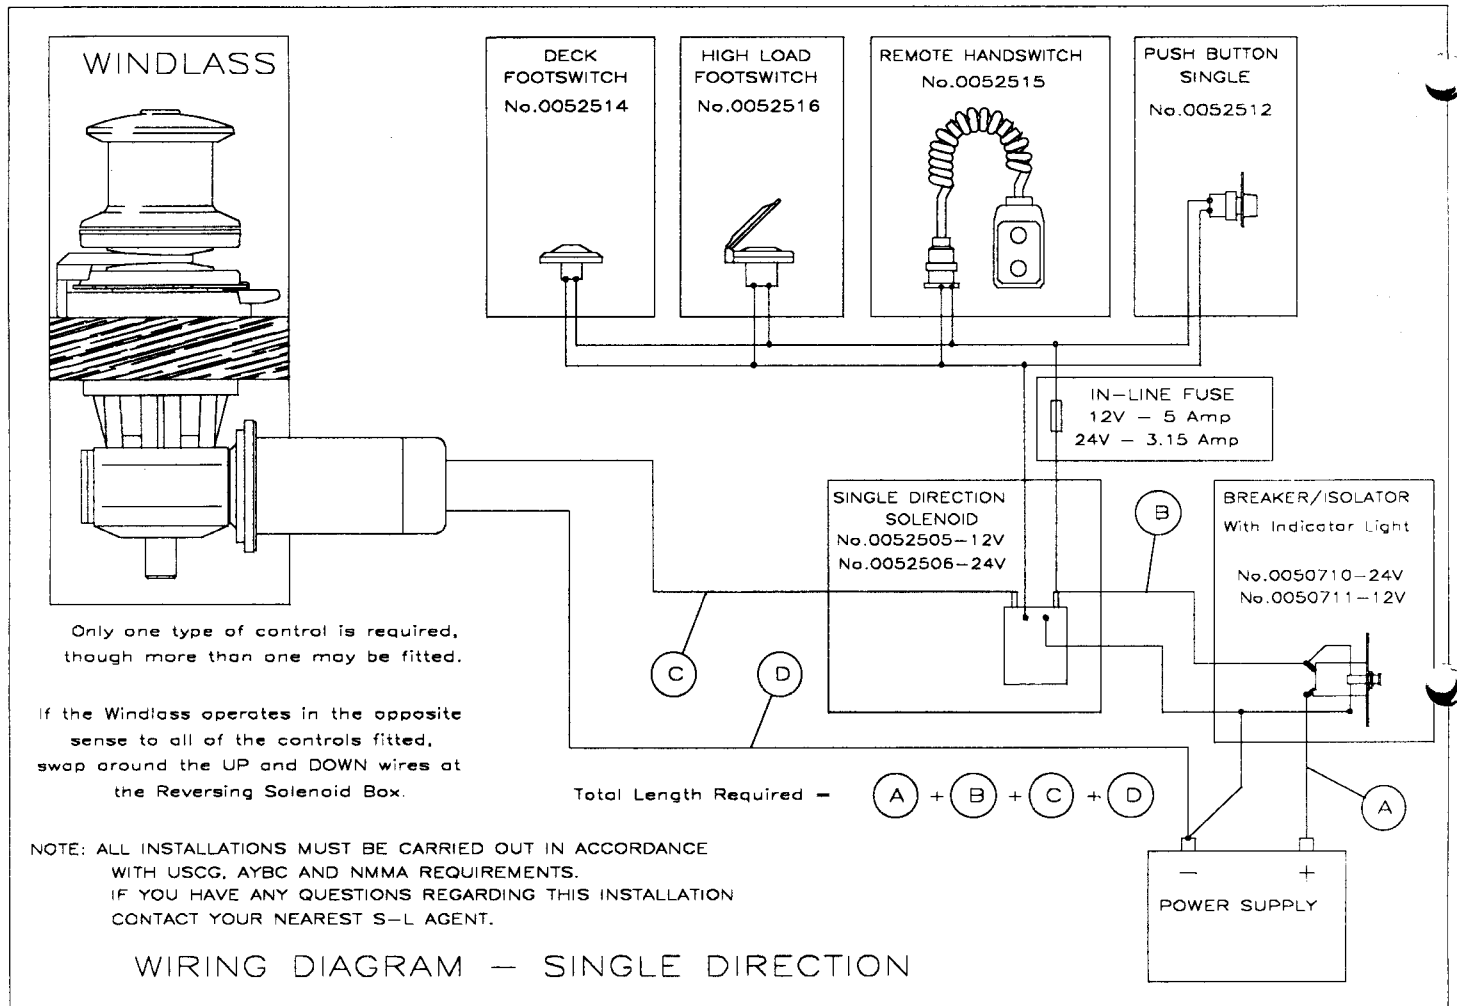 WINDLASS
DECK
FOOTSWITCH
No.0052514
HIGH LOAD
FOOTSWITCH
No.0052516
REMOTE HANDSWITCH
No.0052515
PUSH BUTTON
SINGLE
No.0052512
IN-LINE FUSE
12V - 5 Amp
24V - 3.15 Amp
SINGLE DIRECTION
SOLENOID
No.0052505-12V
No.0052506-24V
B
BREAKER/ISOLATOR
With Indicator Light
No.0050710-24V
No.0050711-12V
Only one type of control is required,
though more than one may be fitted.
C
D
If the Windlass operates in the opposite
sense to all of the controls fitted,
swap around the UP and DOWN wires at
the Reversing Solenoid Box.
Total Length Required - A + B + C + D
A
NOTE: ALL INSTALLATIONS MUST BE CARRIED OUT IN ACCORDANCE
WITH USCG, AYBC AND NMMA REQUIREMENTS.
IF YOU HAVE ANY QUESTIONS REGARDING THIS INSTALLATION
CONTACT YOUR NEAREST S-L AGENT.
- +
POWER SUPPLY
WIRING DIAGRAM - SINGLE DIRECTION